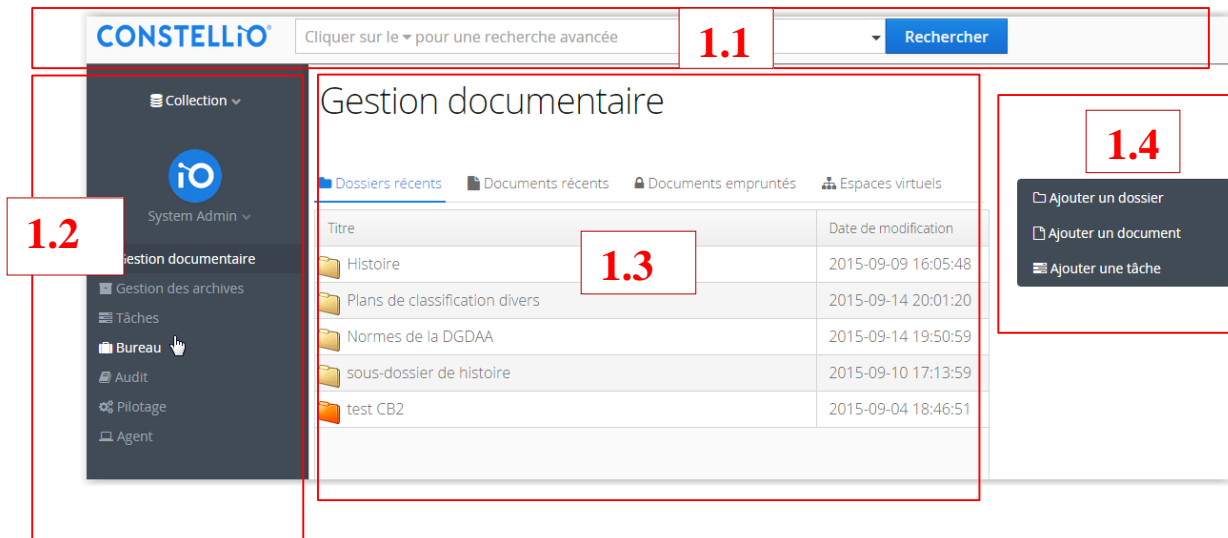 CONSTELLiO
Cliquer sur le ▾ pour une recherche avancée
Rechercher
1.1
Collection
System Admin
1.2
Gestion documentaire
Gestion des archives
Tâches
Bureau
Audit
Pilotage
Agent
Gestion documentaire
Dossiers récents Documents récents Documents empruntés Espaces virtuels
Titre Date de modification
Histoire 2015-09-09 16:05:48
Plans de classification divers 2015-09-14 20:01:20
Normes de la DGDAA 2015-09-14 19:50:59
sous-dossier de histoire 2015-09-10 17:13:59
test CB2 2015-09-04 18:46:51
1.3
1.4
Ajouter un dossier
Ajouter un document
Ajouter une tâche